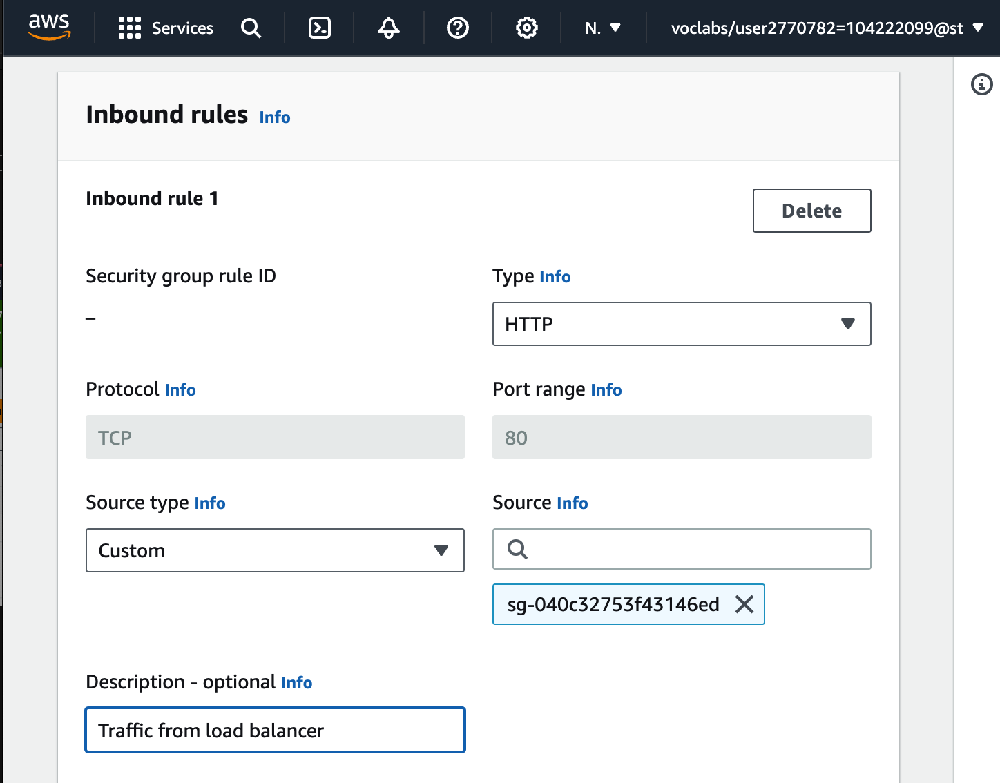 aws
Services
N.
voclabs/user2770782=104222099@st
Inbound rules Info
Inbound rule 1
Delete
Security group rule ID
–
Type Info
HTTP
Protocol Info
TCP
Port range Info
80
Source type Info
Custom
Source Info
sg-040c32753f43146ed
Description - optional Info
Traffic from load balancer